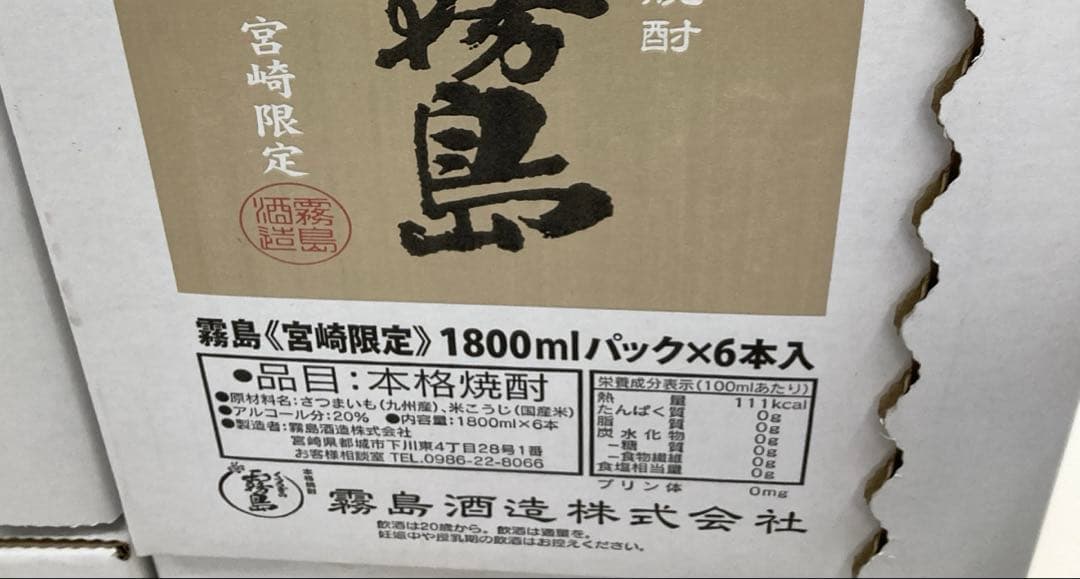 焼酎
霧島
宮崎限定
霧島
酒造
霧島《宮崎限定》1800mlパック×6本入
●品目:本格焼酎
●原材料名:さつまいも(九州産)、米こうじ(国産米)
●アルコール分:20% ●内容量:1800ml×6本
●製造者:霧島酒造株式会社
宮崎県都城市下川東4丁目28号1番
お客様相談室 TEL.0986-22-8066
栄養成分表示(100mlあたり)
熱量 111kcal
たんぱく質 0g
脂質 0g
炭水化物 0g
−糖質 0g
−食物繊維 0g
食塩相当量 0g
プリン体 0mg
本格焼酎
霧島
霧島酒造株式会社
飲酒は20歳から。飲酒は適量を。
妊娠中や授乳期の飲酒はお控えください。